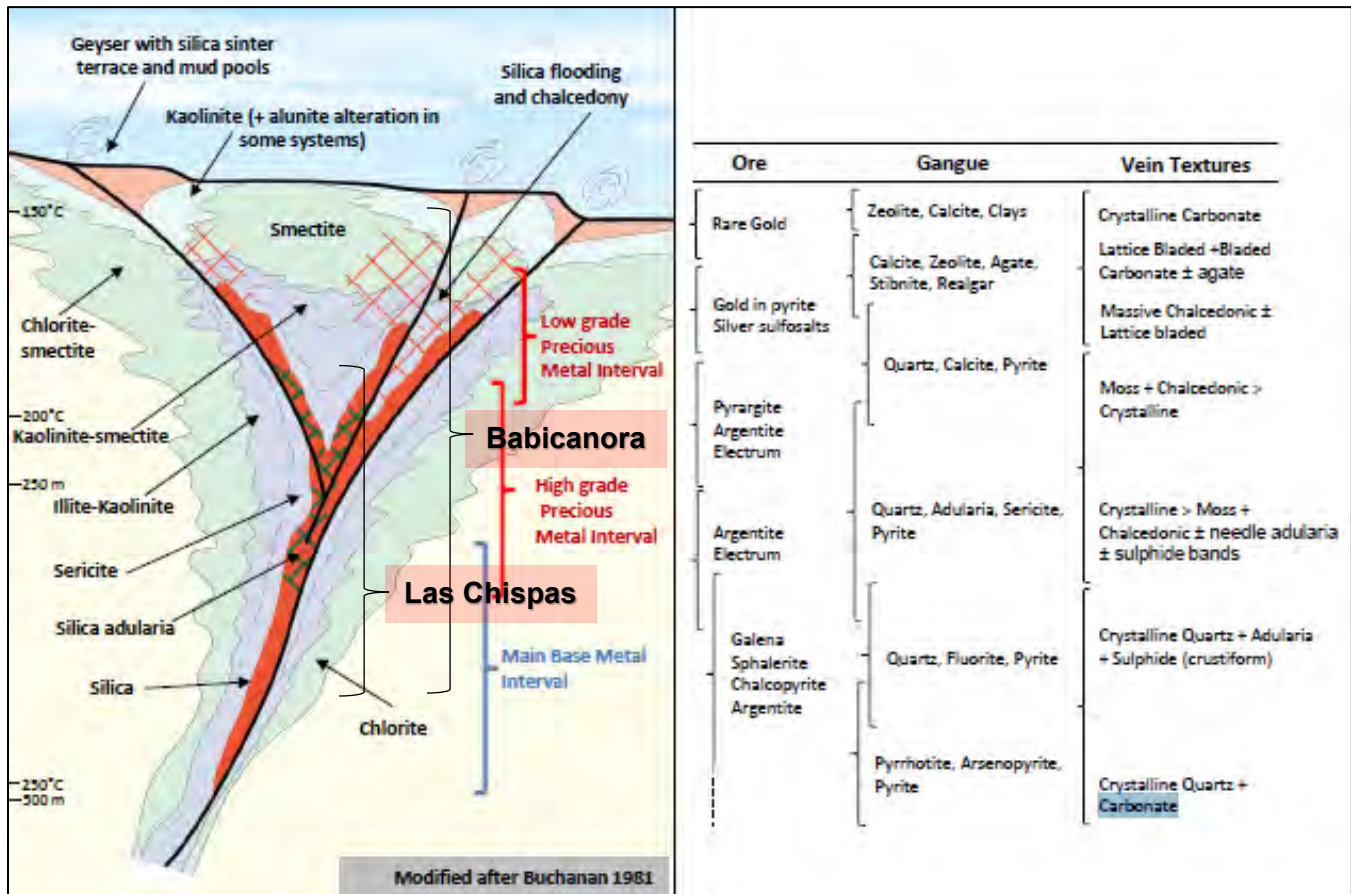 Geyser with silica sinter
terrace and mud pools
Silica flooding
and chalcedony
Kaolinite (+ alunite alteration in
some systems)
150°C
Smectite
Chlorite-
smectite
Low grade
Precious
Metal Interval
200°C
Kaolinite-smectite
Babicanora
250 m
Illite-Kaolinite
High grade
Precious
Metal Interval
Sericite
Las Chispas
Silica adularia
Main Base Metal
Interval
Silica
Chlorite
250°C
500 m
Modified after Buchanan 1981
Ore Gangue Vein Textures
Rare Gold
Gold in pyrite
Silver sulfosalts
Pyrargite
Argentite
Electrum
Argentite
Electrum
Galena
Sphalerite
Chalcopyrite
Argentite
Zeolite, Calcite, Clays
Calcite, Zeolite, Agate,
Stibnite, Realgar
Quartz, Calcite, Pyrite
Quartz, Adularia, Sericite,
Pyrite
Quartz, Fluorite, Pyrite
Pyrrhotite, Arsenopyrite,
Pyrite
Crystalline Carbonate
Lattice Bladed +Bladed
Carbonate ± agate
Massive Chalcedonic ±
Lattice bladed
Moss + Chalcedonic >
Crystalline
Crystalline > Moss +
Chalcedonic ± needle adularia
± sulphide bands
Crystalline Quartz + Adularia
+ Sulphide (crustiform)
Crystalline Quartz +
Carbonate